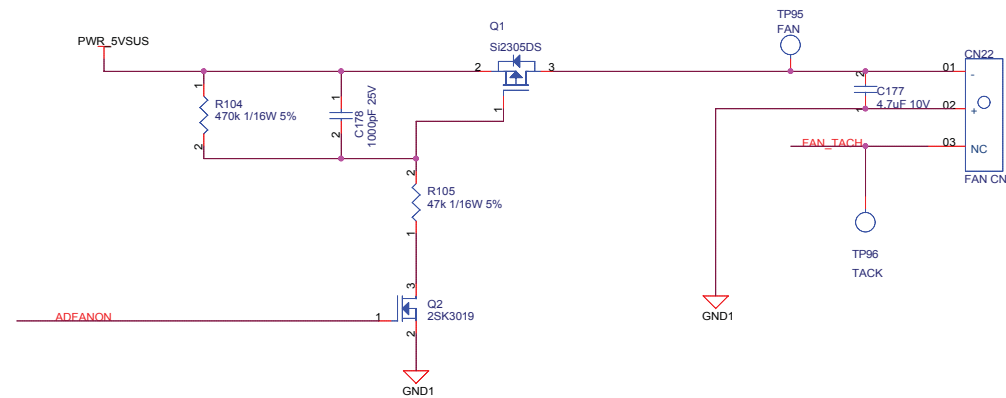 TP95
FAN
Q1
Si2305DS
PWR_5VSUS
CN22
2
3
01
-
1
R104
470k 1/16W 5%
2
1
C178
1000pF 25V
2
1
2
C177
4.7uF 10V
1
02
+
FAN_TACH
03
NC
FAN CN
2
R105
47k 1/16W 5%
1
TP96
TACK
3
Q2
2SK3019
ADFANON
1
2
GND1
GND1